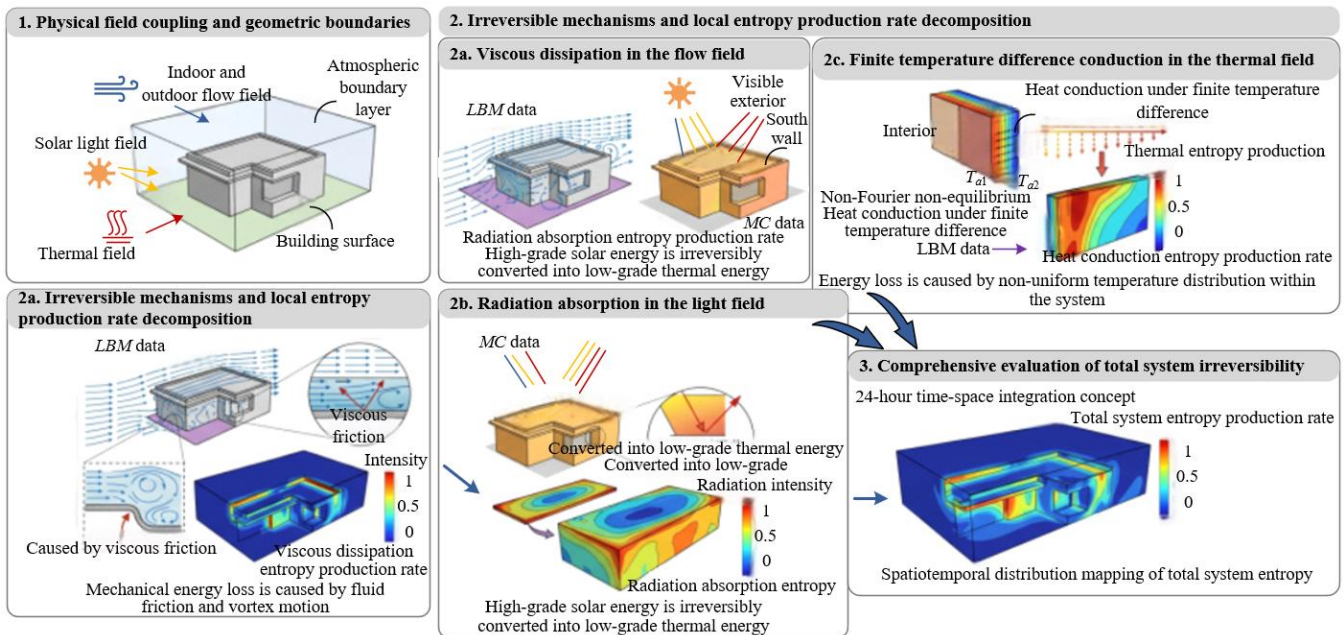 1. Physical field coupling and geometric boundaries
Indoor and
outdoor flow field
Atmospheric
boundary
layer
Solar light field
Thermal field
Building surface
2. Irreversible mechanisms and local entropy production rate decomposition
2a. Viscous dissipation in the flow field
LBM data
Visible
exterior
South
wall
MC data
Radiation absorption entropy production rate
High-grade solar energy is irreversibly
converted into low-grade thermal energy
2c. Finite temperature difference conduction in the thermal field
Heat conduction under finite temperature
difference
Interior
Thermal entropy production
Ta1
Ta2
Non-Fourier non-equilibrium
Heat conduction under finite
temperature difference
LBM data
1
0.5
0
Heat conduction entropy production rate
Energy loss is caused by non-uniform temperature distribution within
the system
2a. Irreversible mechanisms and local entropy
production rate decomposition
LBM data
Viscous
friction
Intensity
1
0.5
0
Caused by viscous friction
Viscous dissipation
entropy production rate
Mechanical energy loss is caused by fluid
friction and vortex motion
2b. Radiation absorption in the light field
MC data
Converted into low-grade thermal energy
Converted into low-grade
Radiation intensity
1
0.5
0
Radiation absorption entropy
High-grade solar energy is irreversibly
converted into low-grade thermal energy
3. Comprehensive evaluation of total system irreversibility
24-hour time-space integration concept
Total system entropy production rate
1
0.5
0
Spatiotemporal distribution mapping of total system entropy